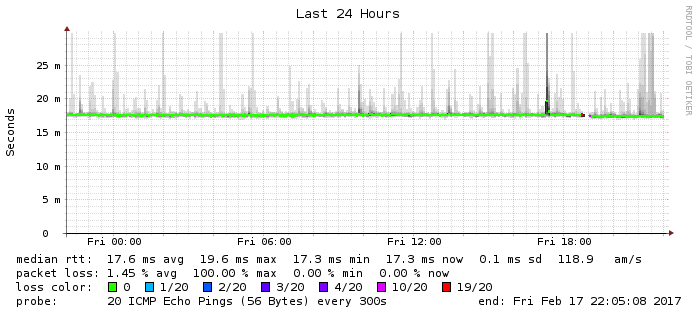 Last 24 Hours
RRDTOOL / TOBI OETIKER
Seconds
25 m
20 m
15 m
10 m
5 m
0
Fri 00:00 Fri 06:00 Fri 12:00 Fri 18:00
median rtt: 17.6 ms avg 19.6 ms max 17.3 ms min 17.3 ms now 0.1 ms sd 118.9 am/s
packet loss: 1.45 % avg 100.00 % max 0.00 % min 0.00 % now
loss color: 0 1/20 2/20 3/20 4/20 10/20 19/20
probe: 20 ICMP Echo Pings (56 Bytes) every 300s end: Fri Feb 17 22:05:08 2017